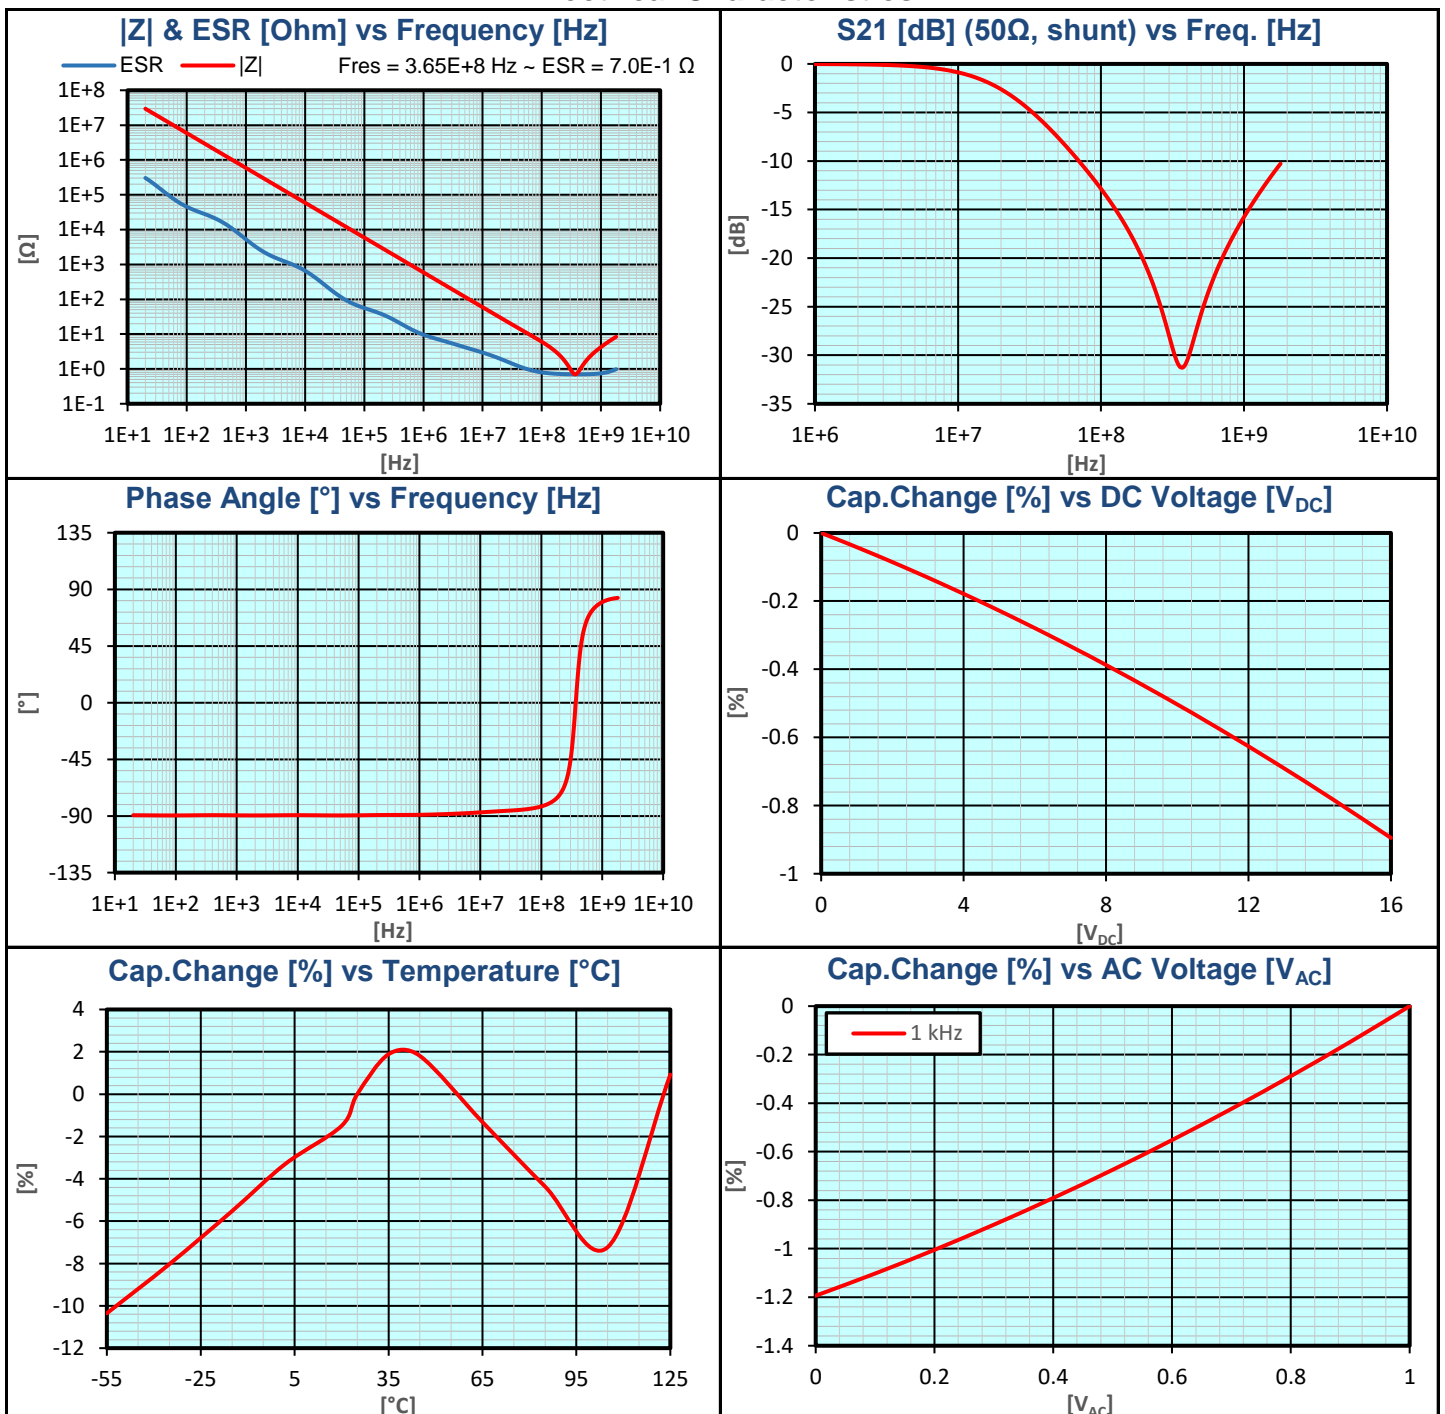 |Z| & ESR [Ohm] vs Frequency [Hz]
ESR |Z| Fres = 3.65E+8 Hz ~ ESR = 7.0E-1 Ω
1E+8
1E+7
1E+6
1E+5
1E+4
1E+3
1E+2
1E+1
1E+0
1E-1
[Ω]
1E+1 1E+2 1E+3 1E+4 1E+5 1E+6 1E+7 1E+8 1E+9 1E+10
[Hz]
S21 [dB] (50Ω, shunt) vs Freq. [Hz]
0
-5
-10
-15
-20
-25
-30
-35
[dB]
1E+6 1E+7 1E+8 1E+9 1E+10
[Hz]
Phase Angle [°] vs Frequency [Hz]
135
90
45
0
-45
-90
-135
[°]
1E+1 1E+2 1E+3 1E+4 1E+5 1E+6 1E+7 1E+8 1E+9 1E+10
[Hz]
Cap.Change [%] vs DC Voltage [VDC]
0
-0.2
-0.4
-0.6
-0.8
-1
[%]
0 4 8 12 16
[VDC]
Cap.Change [%] vs Temperature [°C]
4
2
0
-2
-4
-6
-8
-10
-12
[%]
-55 -25 5 35 65 95 125
[°C]
Cap.Change [%] vs AC Voltage [VAC]
1 kHz
0
-0.2
-0.4
-0.6
-0.8
-1
-1.2
-1.4
[%]
0 0.2 0.4 0.6 0.8 1
[VAC]